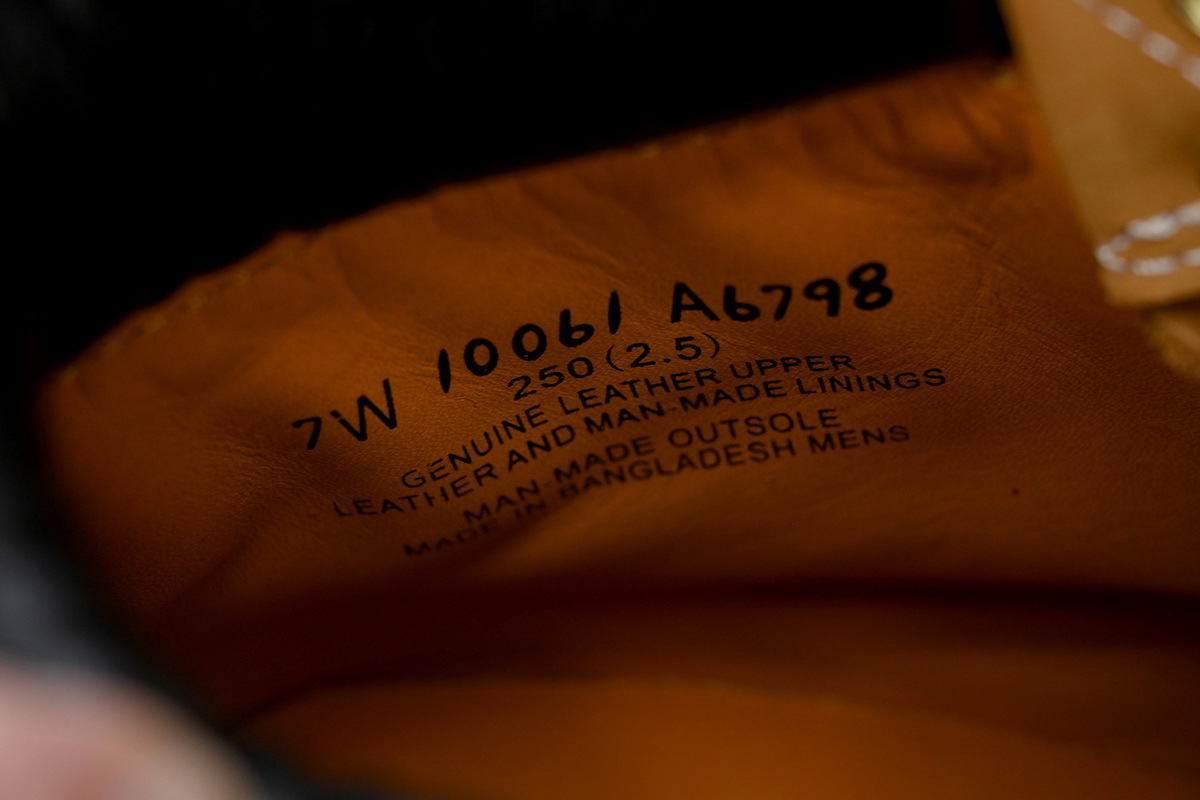 7W 10061 A6798
250 (2.5)
GENUINE LEATHER UPPER
LEATHER AND MAN-MADE LININGS
MAN-MADE OUTSOLE
MADE IN BANGLADESH MENS